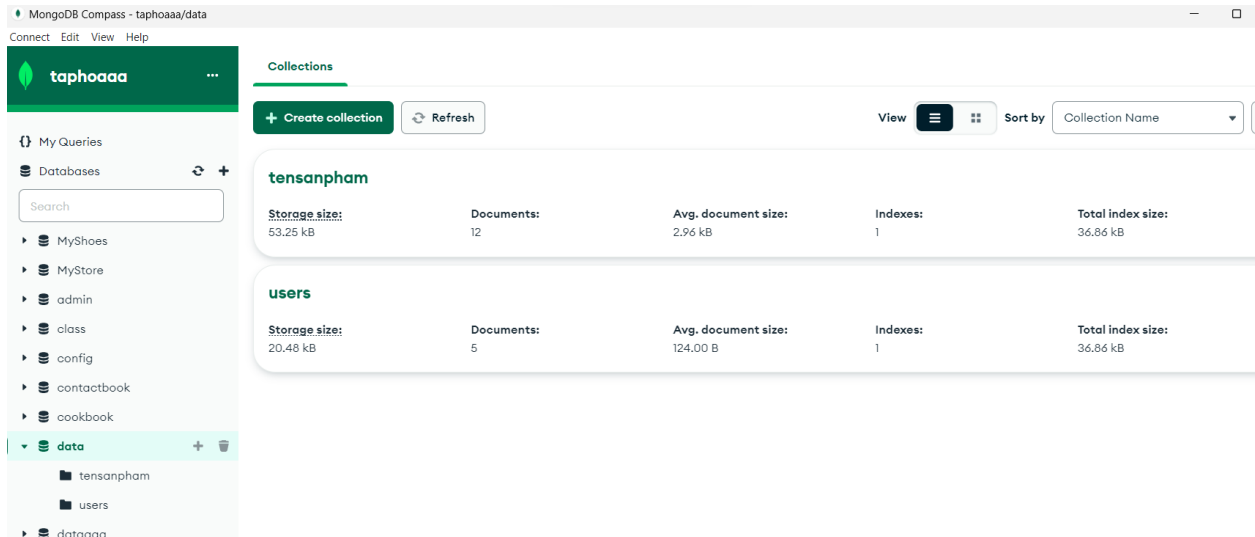 MongoDB Compass - taphoaaa/data
Connect Edit View Help
taphoaaa ...
Collections
+ Create collection Refresh View Sort by Collection Name
{} My Queries
Databases
Search
MyShoes
MyStore
admin
class
config
contactbook
cookbook
data
tensanpham
users
dataaaa
tensanpham
Storage size: Documents: Avg. document size: Indexes: Total index size:
53.25 kB 12 2.96 kB 1 36.86 kB
users
Storage size: Documents: Avg. document size: Indexes: Total index size:
20.48 kB 5 124.00 B 1 36.86 kB